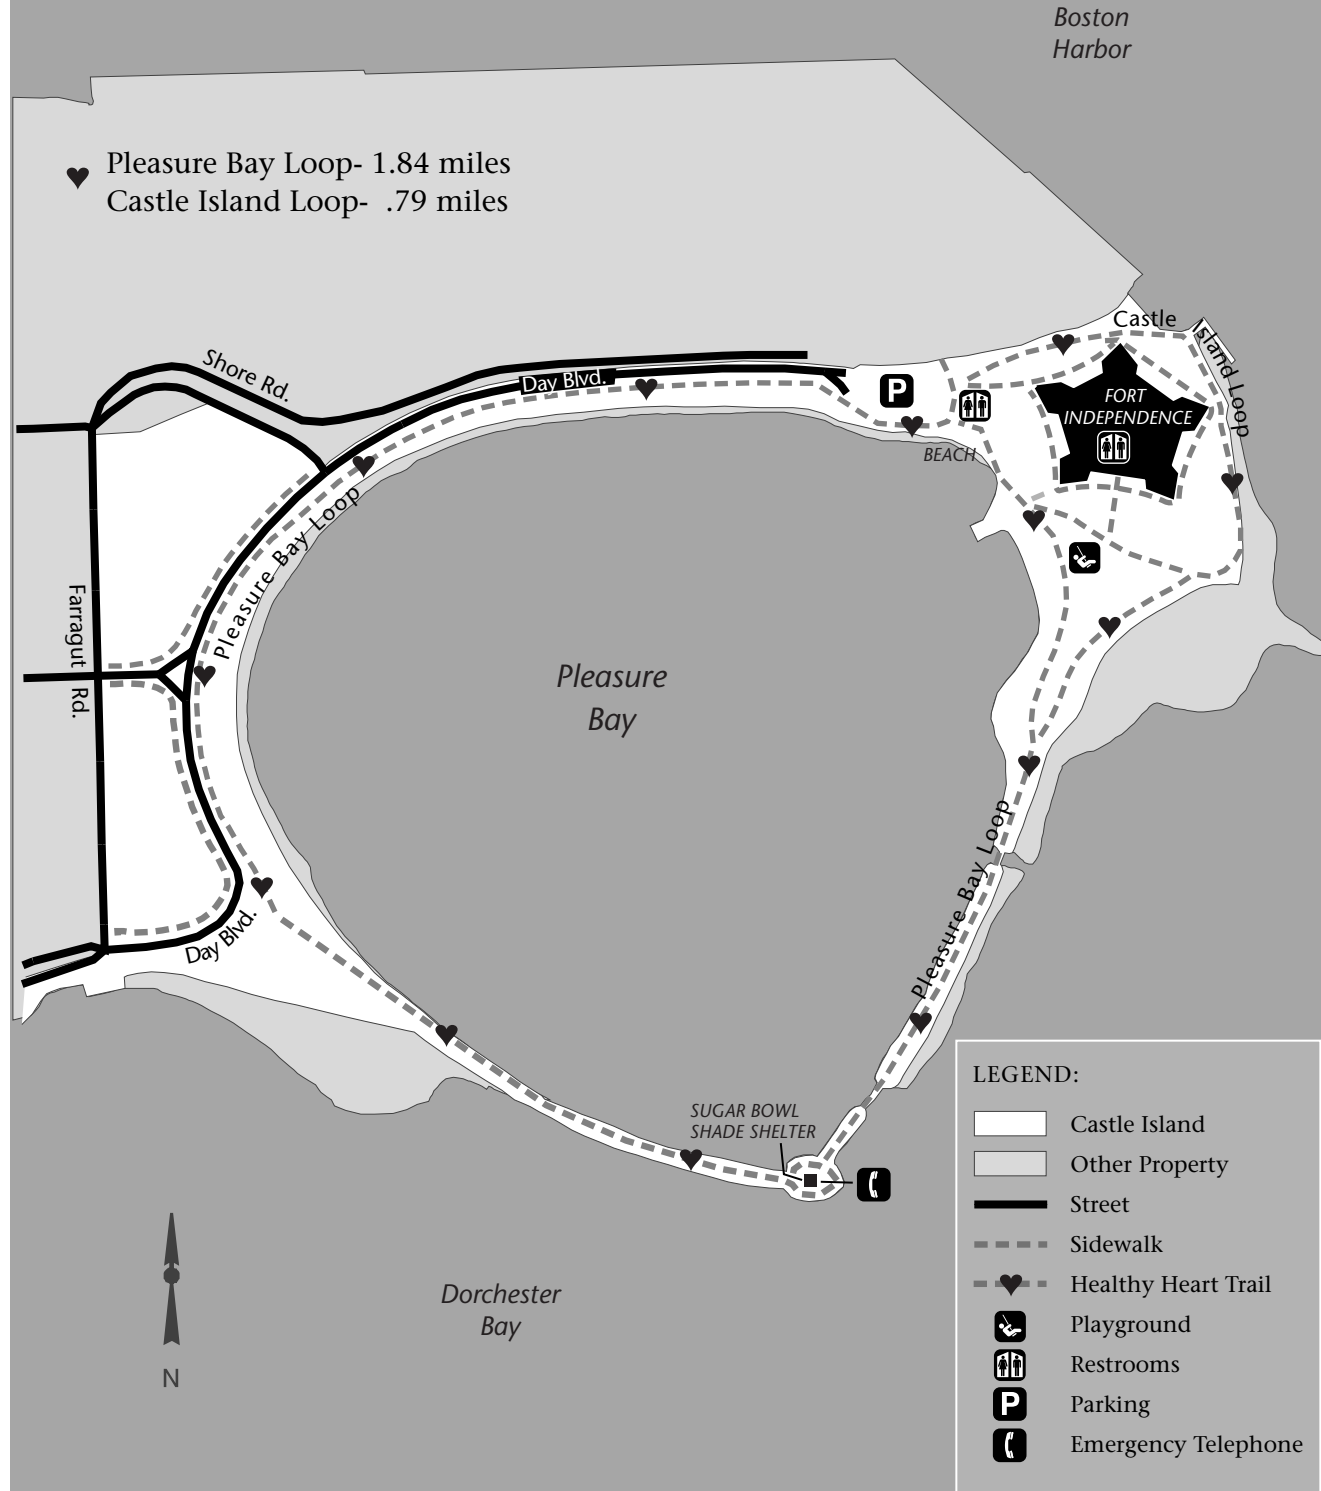 Boston
Harbor
Pleasure Bay Loop- 1.84 miles
Castle Island Loop- .79 miles
Castle
Island Loop
Shore Rd.
Day Blvd.
P
FORT
INDEPENDENCE
BEACH
Pleasure Bay Loop
Farragut Rd.
Pleasure
Bay
Pleasure Bay Loop
Day Blvd.
SUGAR BOWL
SHADE SHELTER
Dorchester
Bay
N
LEGEND:
Castle Island
Other Property
Street
Sidewalk
Healthy Heart Trail
Playground
Restrooms
P Parking
Emergency Telephone